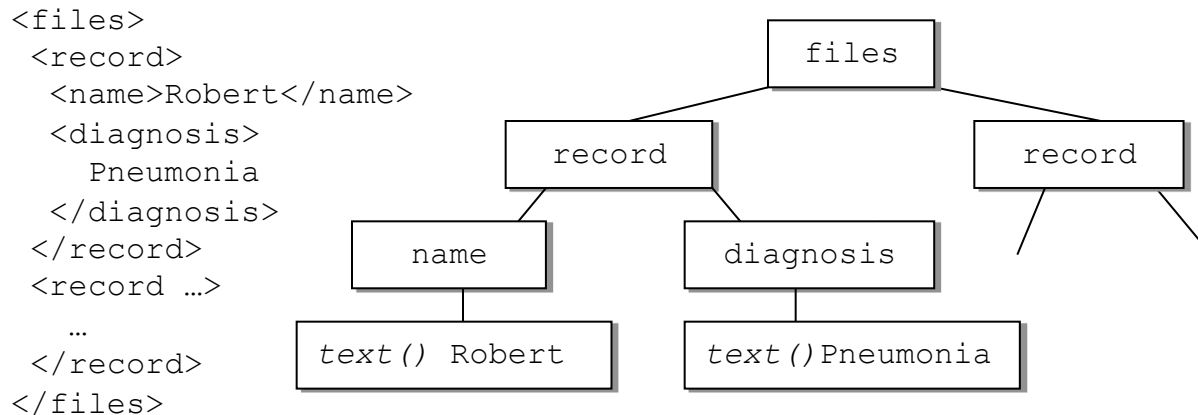 <files>
<record>
<name>Robert</name>
<diagnosis>
Pneumonia
</diagnosis>
</record>
<record …>
…
</record>
</files>
files
record
record
name
diagnosis
text() Robert
text()Pneumonia